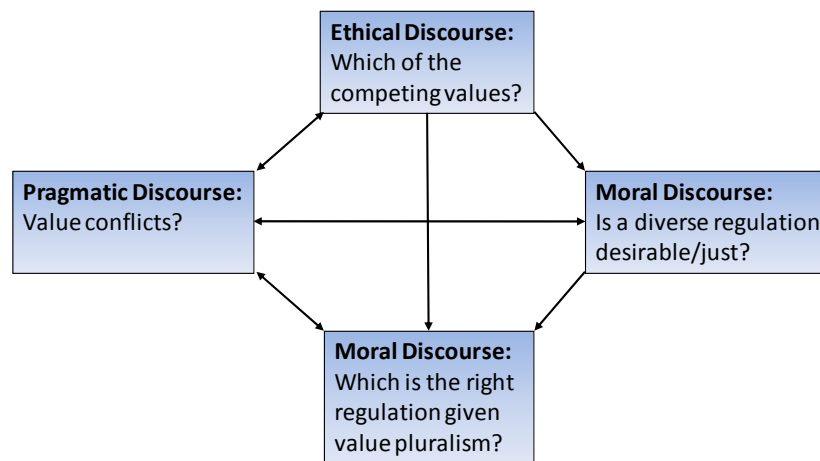 Ethical Discourse:
Which of the
competing values?
Pragmatic Discourse:
Value conflicts?
Moral Discourse:
Is a diverse regulation
desirable/just?
Moral Discourse:
Which is the right
regulation given
value pluralism?